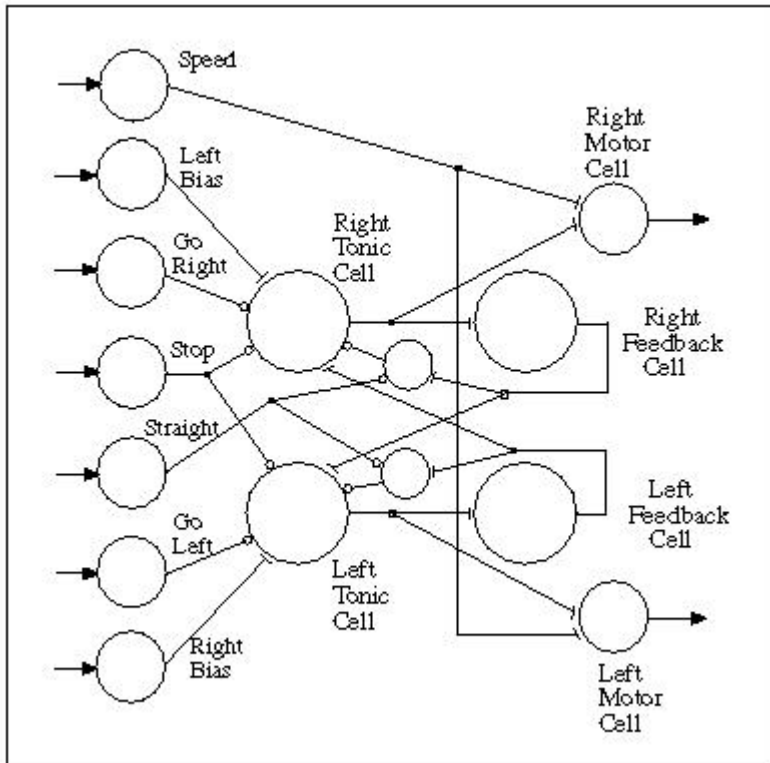 Speed
Left
Bias
Go
Right
Stop
Straight
Go
Left
Right
Bias
Right
Tonic
Cell
Left
Tonic
Cell
Right
Motor
Cell
Right
Feedback
Cell
Left
Feedback
Cell
Left
Motor
Cell